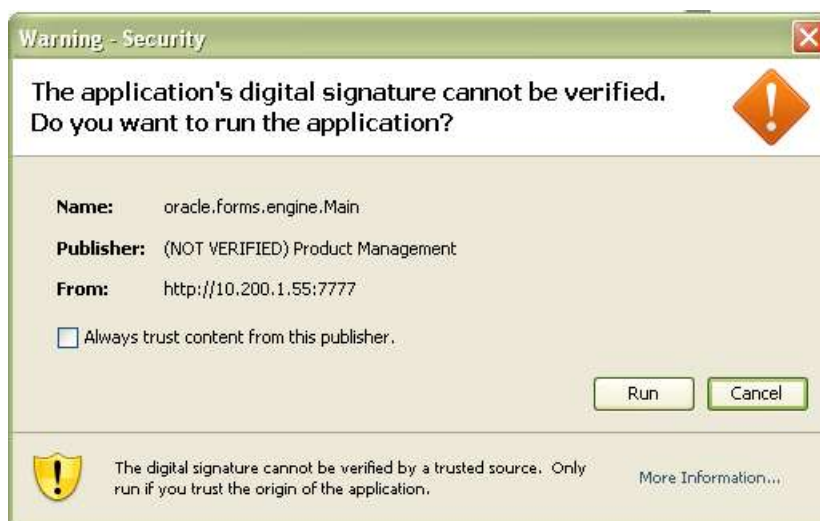 Warning - Security
The application's digital signature cannot be verified.
Do you want to run the application?
Name: oracle.forms.engine.Main
Publisher: (NOT VERIFIED) Product Management
From: http://10.200.1.55:7777
Always trust content from this publisher.
Run Cancel
The digital signature cannot be verified by a trusted source. Only
run if you trust the origin of the application.
More Information...